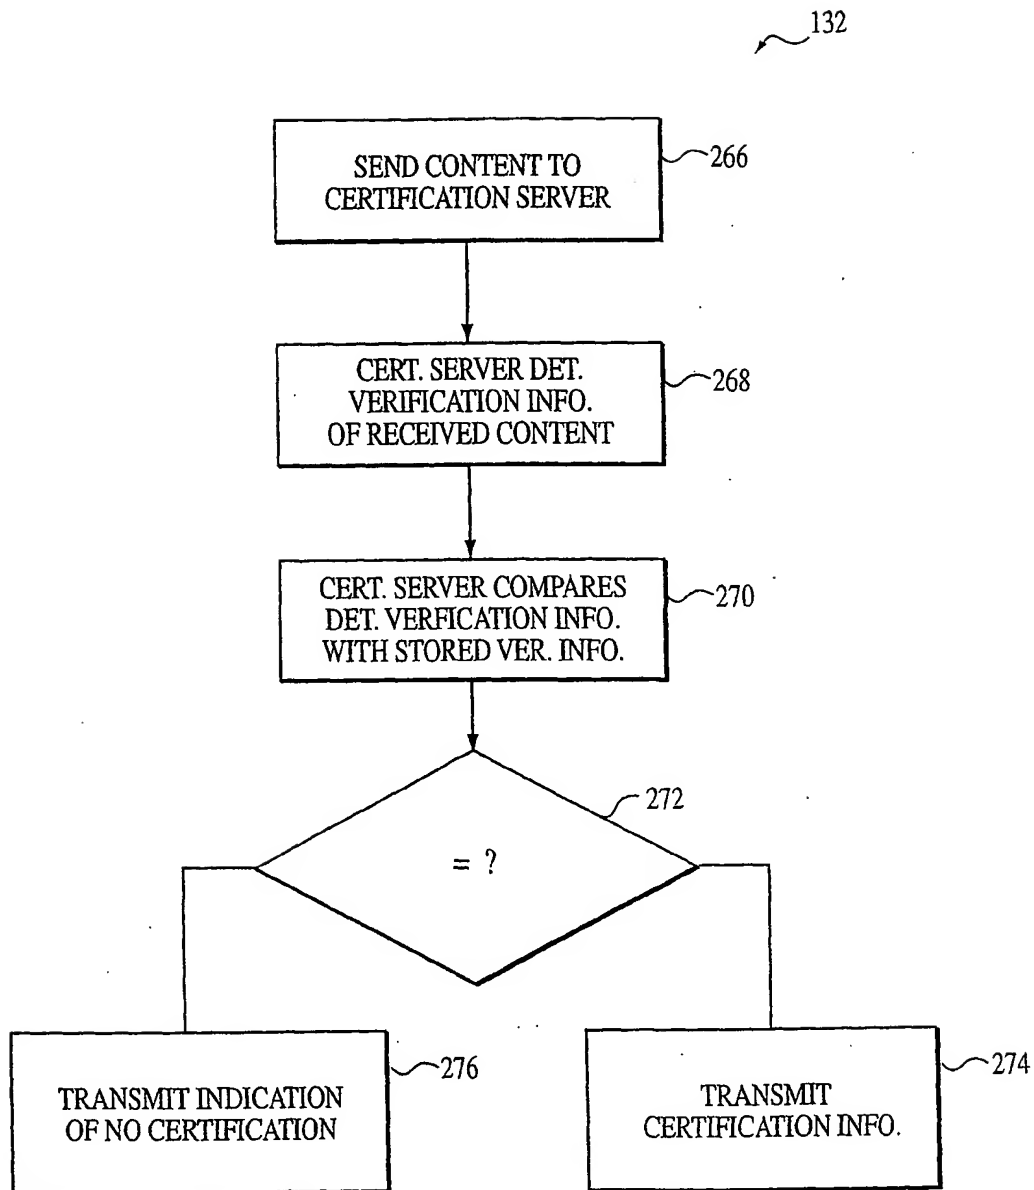 132
SEND CONTENT TO
CERTIFICATION SERVER
266
CERT. SERVER DET.
VERIFICATION INFO.
OF RECEIVED CONTENT
268
CERT. SERVER COMPARES
DET. VERFICATION INFO.
WITH STORED VER. INFO.
270
= ?
272
TRANSMIT INDICATION
OF NO CERTIFICATION
276
TRANSMIT
CERTIFICATION INFO.
274